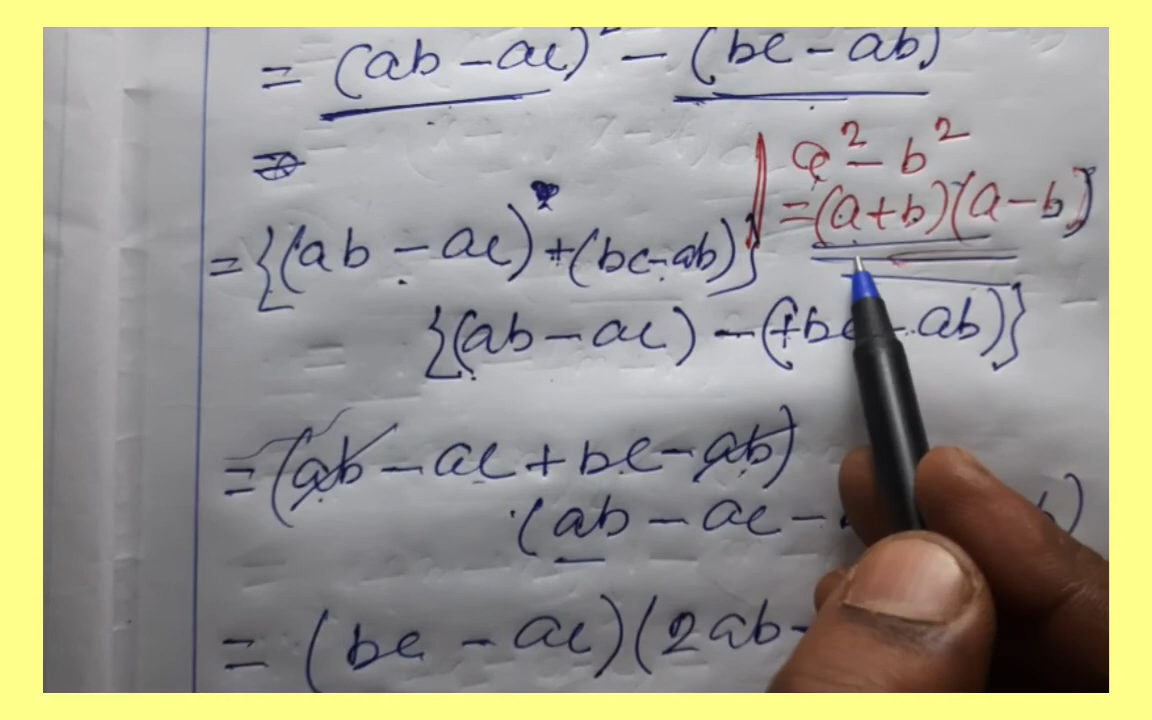 = (ab - ac)² - (bc - ab)
a² - b²
= (a+b)(a-b)
= {(ab - ac) + (bc - ab)}
{(ab - ac) - (+bc - ab)}
= (ab - ac + bc - ab)
(ab - ac - b)
= (bc - ac)(2ab-